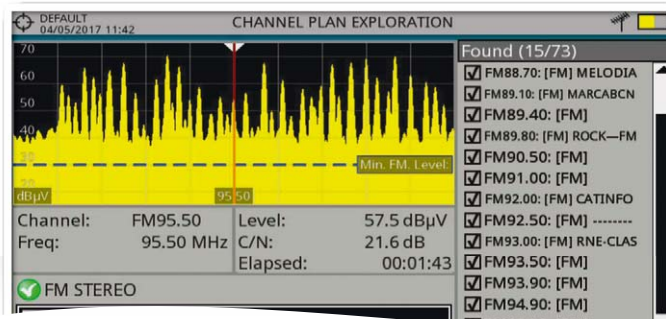 DEFAULT
04/05/2017 11:42
CHANNEL PLAN EXPLORATION
70
60
50
40
30
Min. FM. Level:
dBµV
95.50
Channel: FM95.50
Freq: 95.50 MHz
Level: 57.5 dBµV
C/N: 21.6 dB
Elapsed: 00:01:43
FM STEREO
Found (15/73)
FM88.70: [FM] MELODIA
FM89.10: [FM] MARCABCN
FM89.40: [FM]
FM89.80: [FM] ROCK—FM
FM90.50: [FM]
FM91.00: [FM]
FM92.00: [FM] CATINFO
FM92.50: [FM] --------
FM93.00: [FM] RNE-CLAS
FM93.50: [FM]
FM93.90: [FM]
FM94.90: [FM]